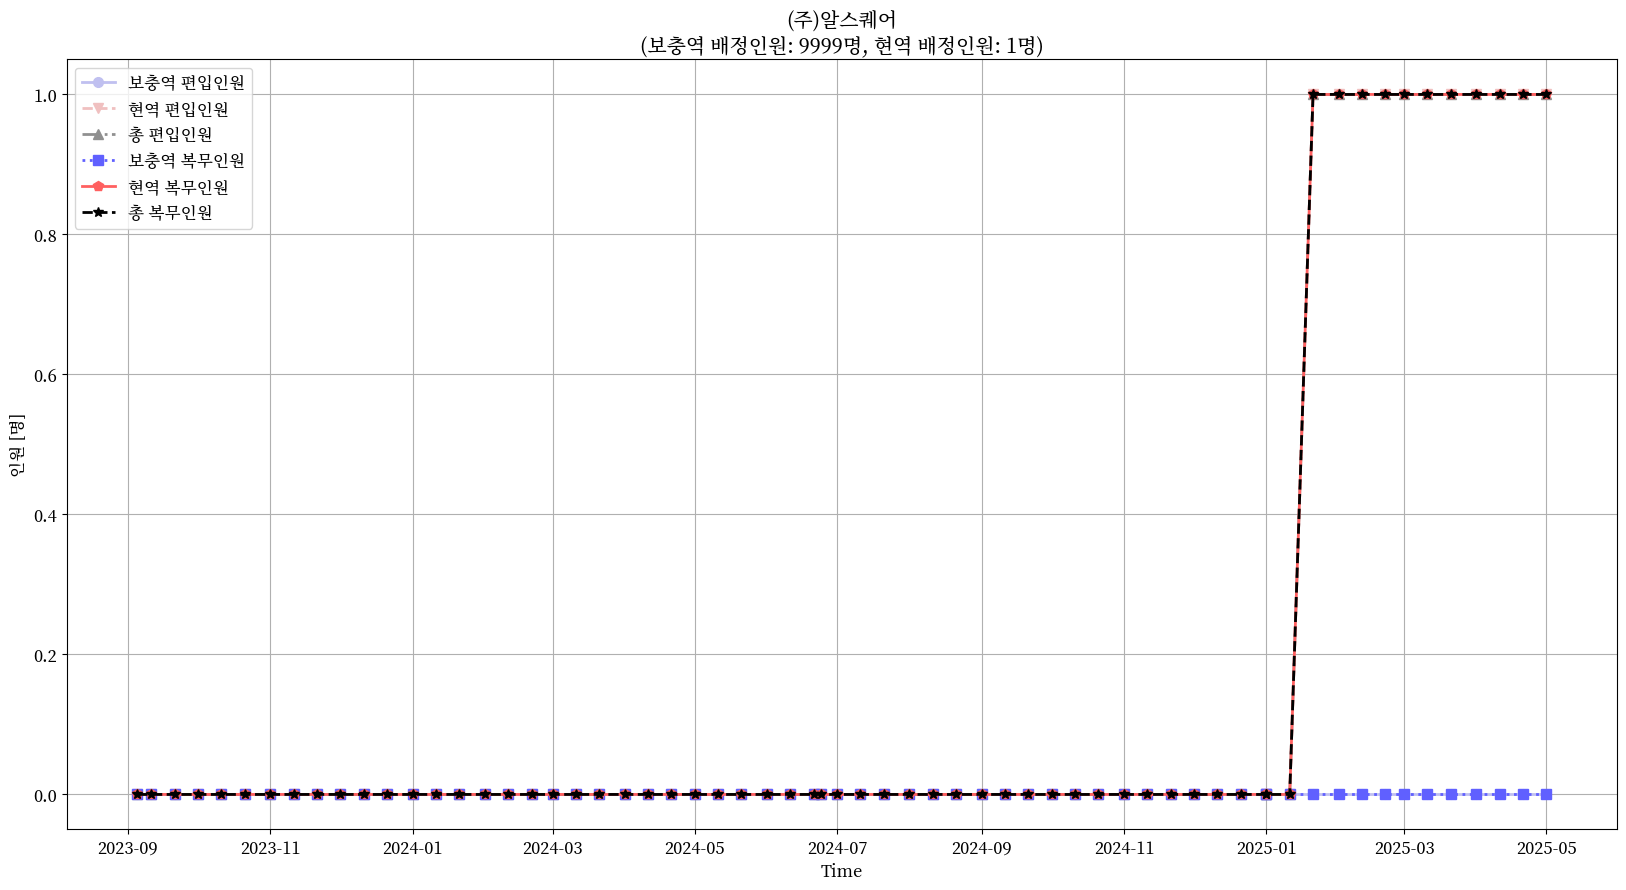 (주)알스퀘어
(보충역 배정인원: 9999명, 현역 배정인원: 1명)
보충역 편입인원
현역 편입인원
총 편입인원
보충역 복무인원
현역 복무인원
총 복무인원
1.0
0.8
0.6
0.4
0.2
0.0
인원 [명]
2023-09 2023-11 2024-01 2024-03 2024-05 2024-07 2024-09 2024-11 2025-01 2025-03 2025-05
Time